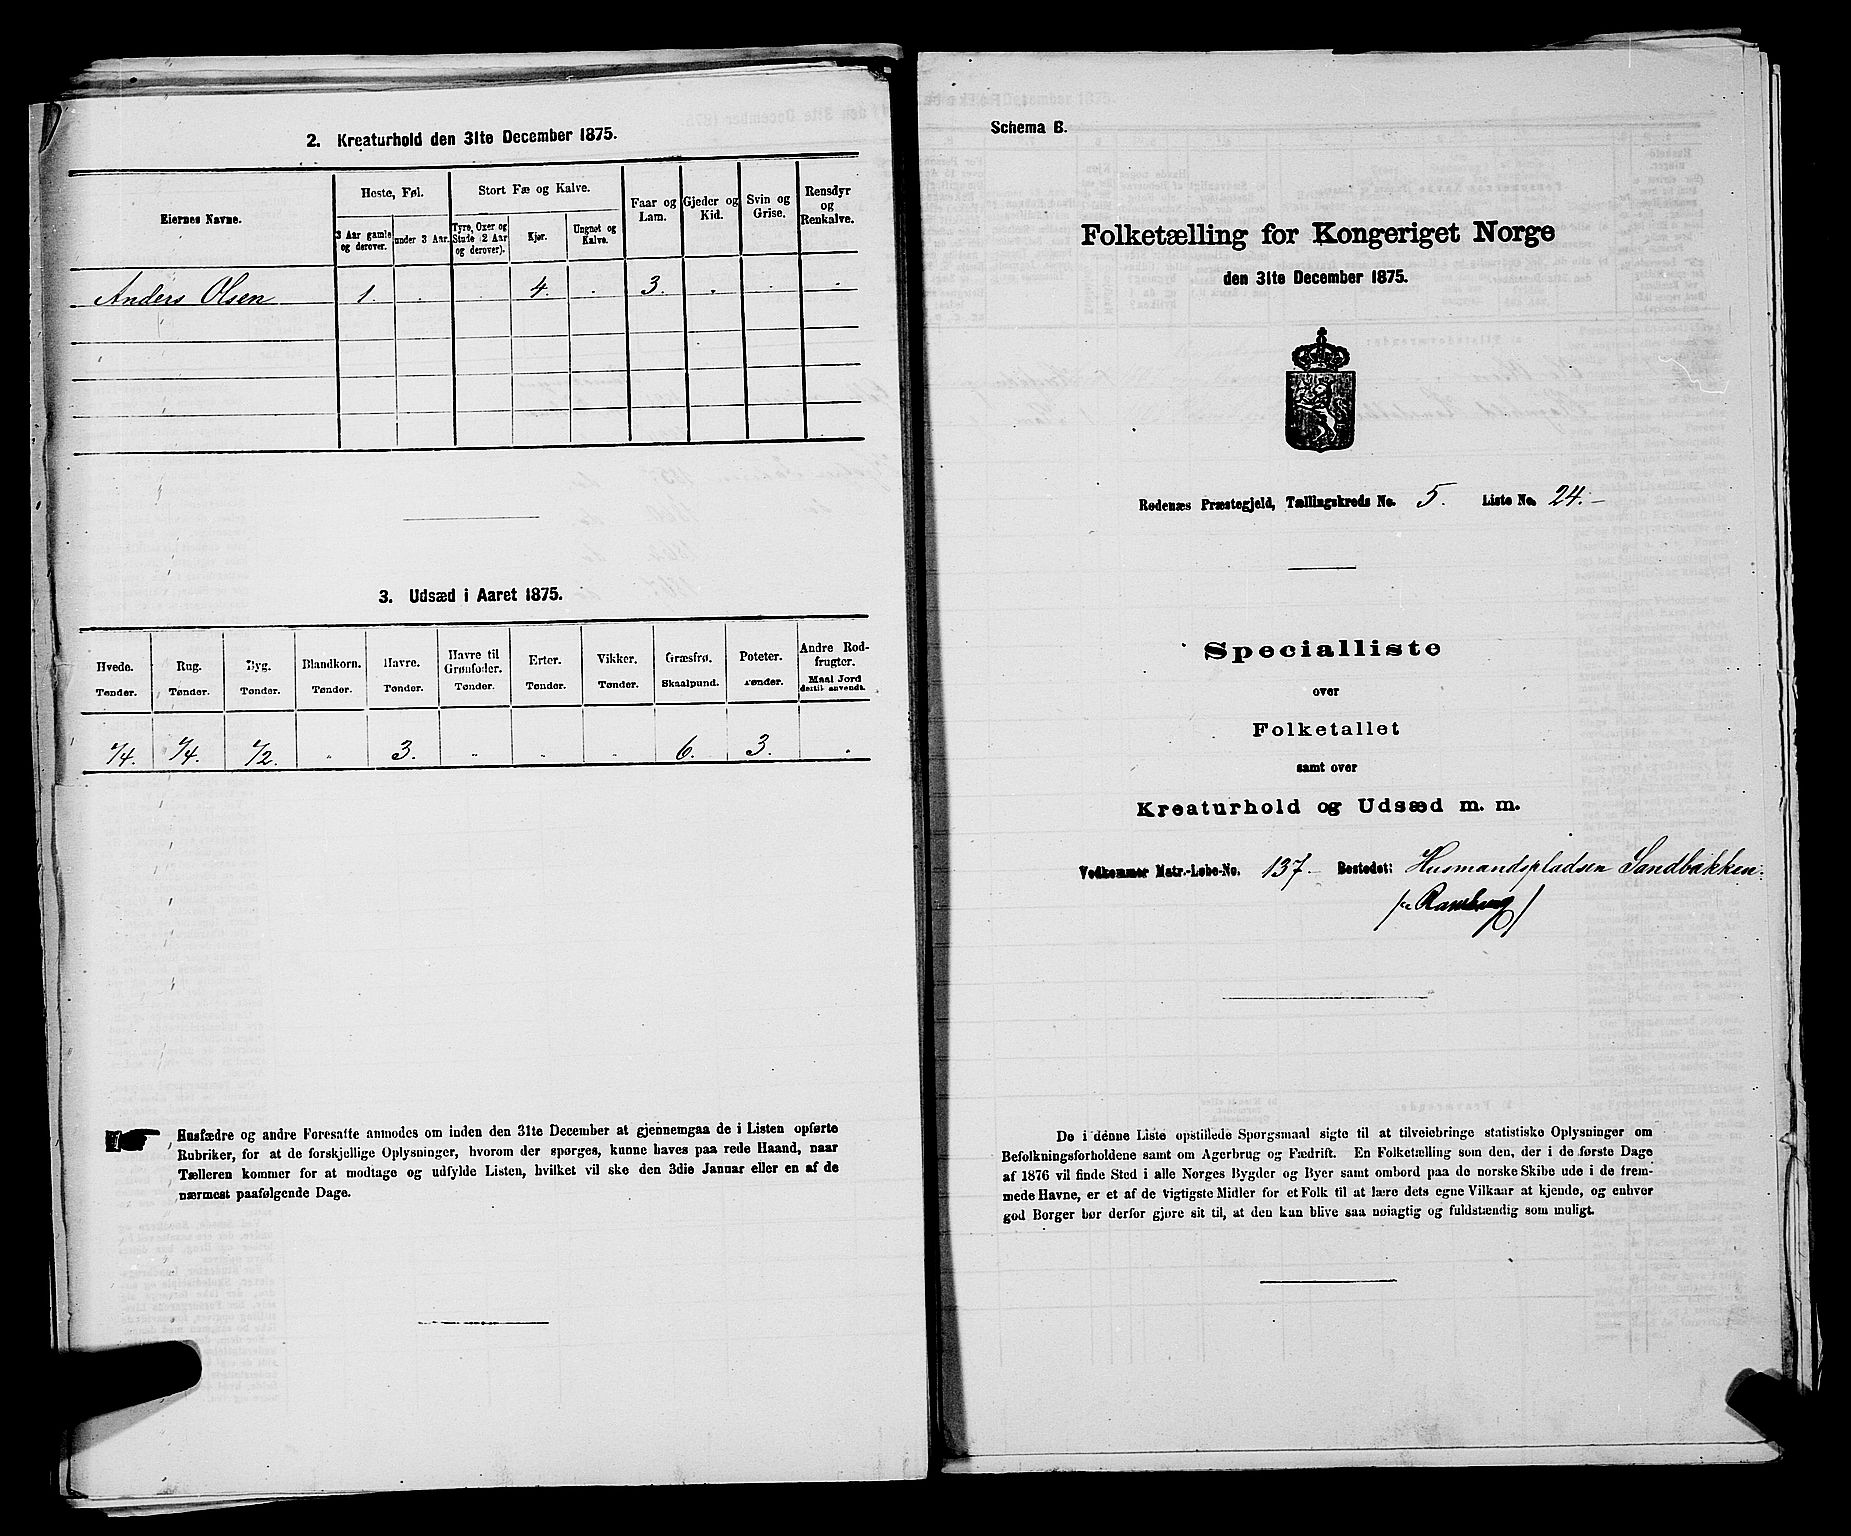 2. Kreaturhold den 31te December 1875.
Eiernes Navne.
Heste, Føl.
3 Aar gamle og derover.
under 3 Aar.
Stort Fæ og Kalve.
Tyre, Oxer og Stude (2 Aar og derover).
Kjør.
Ungnøt og Kalve.
Faar og Lam.
Gjeder og Kid.
Svin og Grise.
Rensdyr og Renkalve.
Anders Olsen 1. . . 4. . 3. „ . „
3. Udsæd i Aaret 1875.
Hvede. Rug. Byg. Blandkorn. Havre. Havre til Grønfoder. Erter. Vikker. Græsfrø. Poteter. Andre Rodfrugter.
Tønder. Tønder. Tønder. Tønder. Tønder. Tønder. Tønder. Tønder. Skaalpund. Tønder. Maal Jord dertil anvendt.
1/4. 1/4. 1/2. „ 3. „ „ „ 6. 3. „
Husfædre og andre Foresatte anmodes om inden den 31te December at gjennemgaa de i Listen opførte
Rubriker, for at de forskjellige Oplysninger, hvorom der spørges, kunne haves paa rede Haand, naar
Tælleren kommer for at modtage og udfylde Listen, hvilket vil ske den 3die Januar eller en af de
nærmest paafølgende Dage.
Schema B.
Folketælling for Kongeriget Norge
den 31te December 1875.
Rødenæs Præstegjeld, Tællingskreds No. 5. Liste No. 24.
Specialliste
over
Folketallet
samt over
Kreaturhold og Udsæd m. m.
Vedkommer Matr.-Løbe-No. 137. Bostedet: Husmandspladsen Sandbakken.
De i denne Liste opstillede Spørgsmaal sigte til at tilveiebringe statistiske Oplysninger om
Befolkningsforholdene samt om Agerbrug og Fædrift. En Folketælling som den, der i de første Dage
af 1876 vil finde Sted i alle Norges Bygder og Byer samt ombord paa de norske Skibe ude i de frem-
mede Havne, er et af de vigtigste Midler for et Folk til at lære dets egne Vilkaar at kjende, og enhver
god Borger bør derfor gjøre sit til, at den kan blive saa nøiagtig og fuldstændig som muligt.